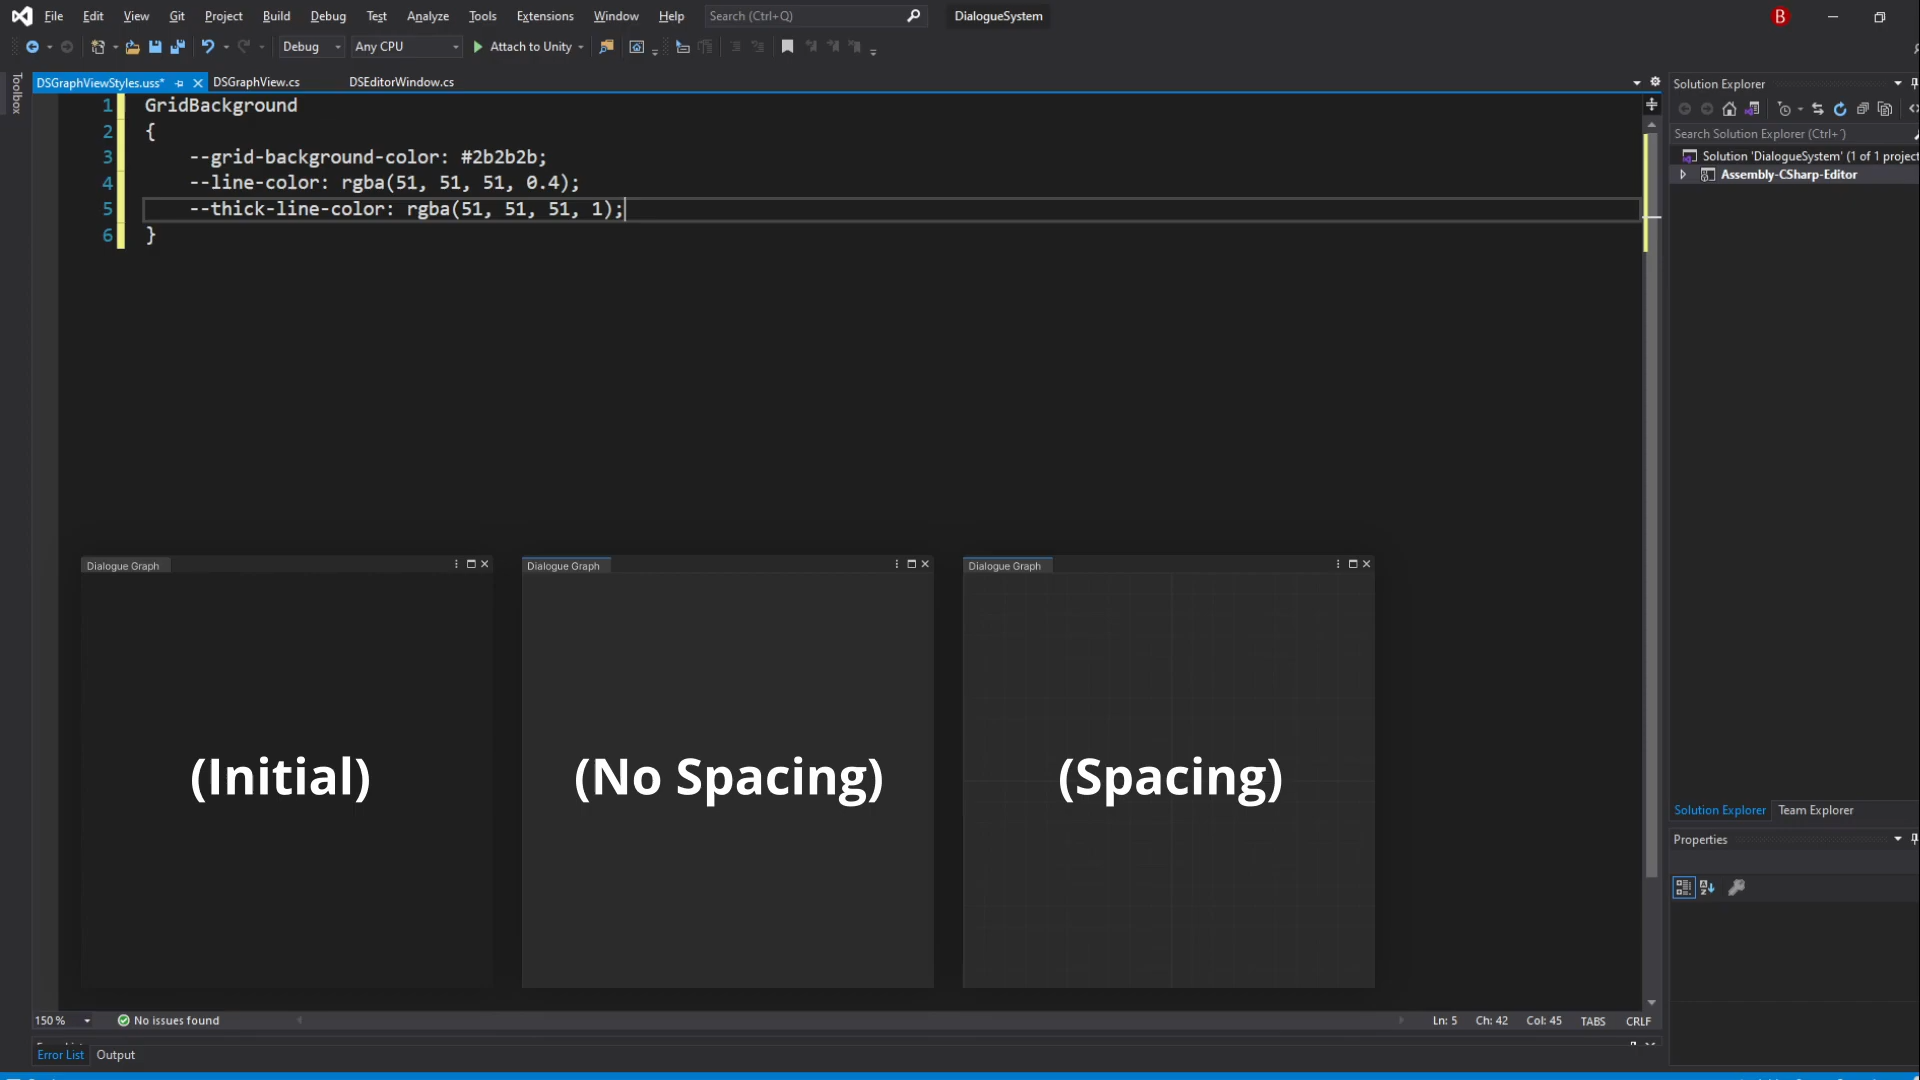 File Edit View Git Project Build Debug Test Analyze Tools Extensions Window Help Search (Ctrl+Q) DialogueSystem B
Debug Any CPU Attach to Unity
Toolbox
DSGraphViewStyles.uss* DSGraphView.cs DSEditorWindow.cs
1 GridBackground
2 {
3 --grid-background-color: #2b2b2b;
4 --line-color: rgba(51, 51, 51, 0.4);
5 --thick-line-color: rgba(51, 51, 51, 1);
6 }
Solution Explorer
Search Solution Explorer (Ctrl+¨)
Solution 'DialogueSystem' (1 of 1 project
Assembly-CSharp-Editor
Dialogue Graph
(Initial)
Dialogue Graph
(No Spacing)
Dialogue Graph
(Spacing)
Solution Explorer Team Explorer
Properties
150 % No issues found Ln: 5 Ch: 42 Col: 45 TABS CRLF
Error List Output